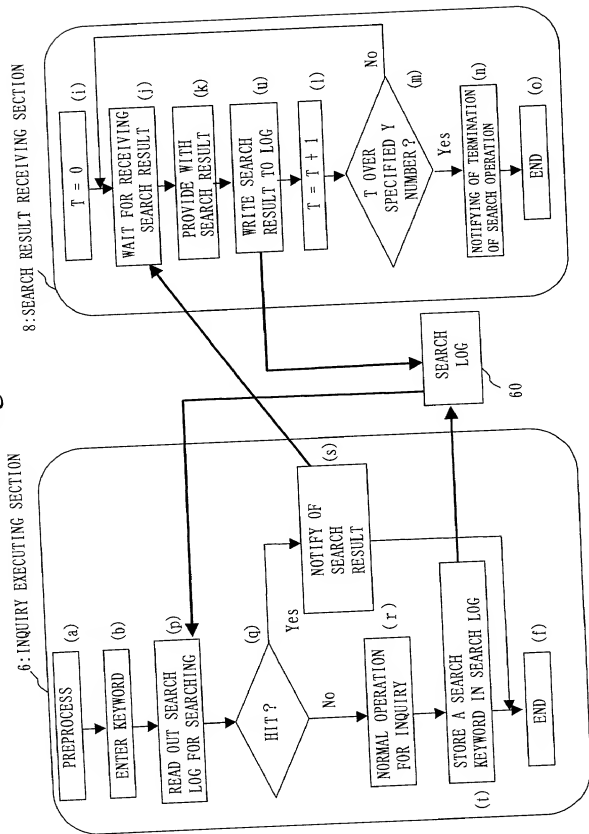 6:INQUIRY EXECUTING SECTION
PREPROCESS
(a)
ENTER KEYWORD
(b)
READ OUT SEARCH
LOG FOR SEARCHING
(p)
HIT?
(q)
Yes
No
NOTIFY OF
SEARCH
RESULT
(s)
NORMAL OPERATION
FOR INQUIRY
(r)
STORE A SEARCH
KEYWORD IN SEARCH LOG
(t)
END
(f)
SEARCH
LOG
60
8:SEARCH RESULT RECEIVING SECTION
T = 0
(i)
WAIT FOR RECEIVING
SEARCH RESULT
(j)
PROVIDE WITH
SEARCH RESULT
(k)
WRITE SEARCH
RESULT TO LOG
(u)
T = T + 1
(l)
T OVER
SPECIFIED Y
NUMBER?
(m)
No
Yes
NOTIFYING OF TERMINATION
OF SEARCH OPERATION
(n)
END
(o)